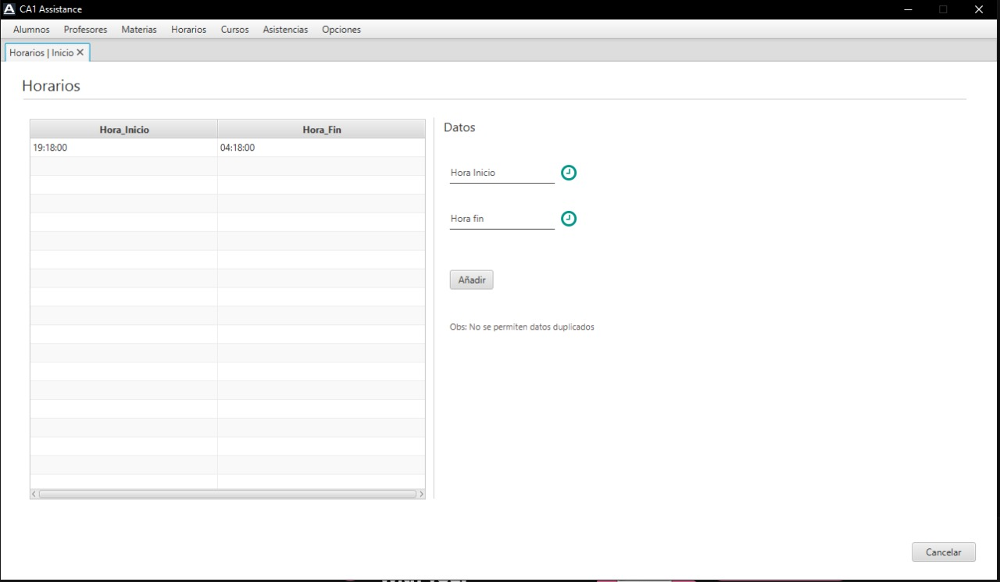 CA1 Assistance
Alumnos Profesores Materias Horarios Cursos Asistencias Opciones
Horarios | Inicio
Horarios
Hora_Inicio Hora_Fin
19:18:00 04:18:00
Datos
Hora Inicio
Hora fin
Añadir
Obs: No se permiten datos duplicados
Cancelar